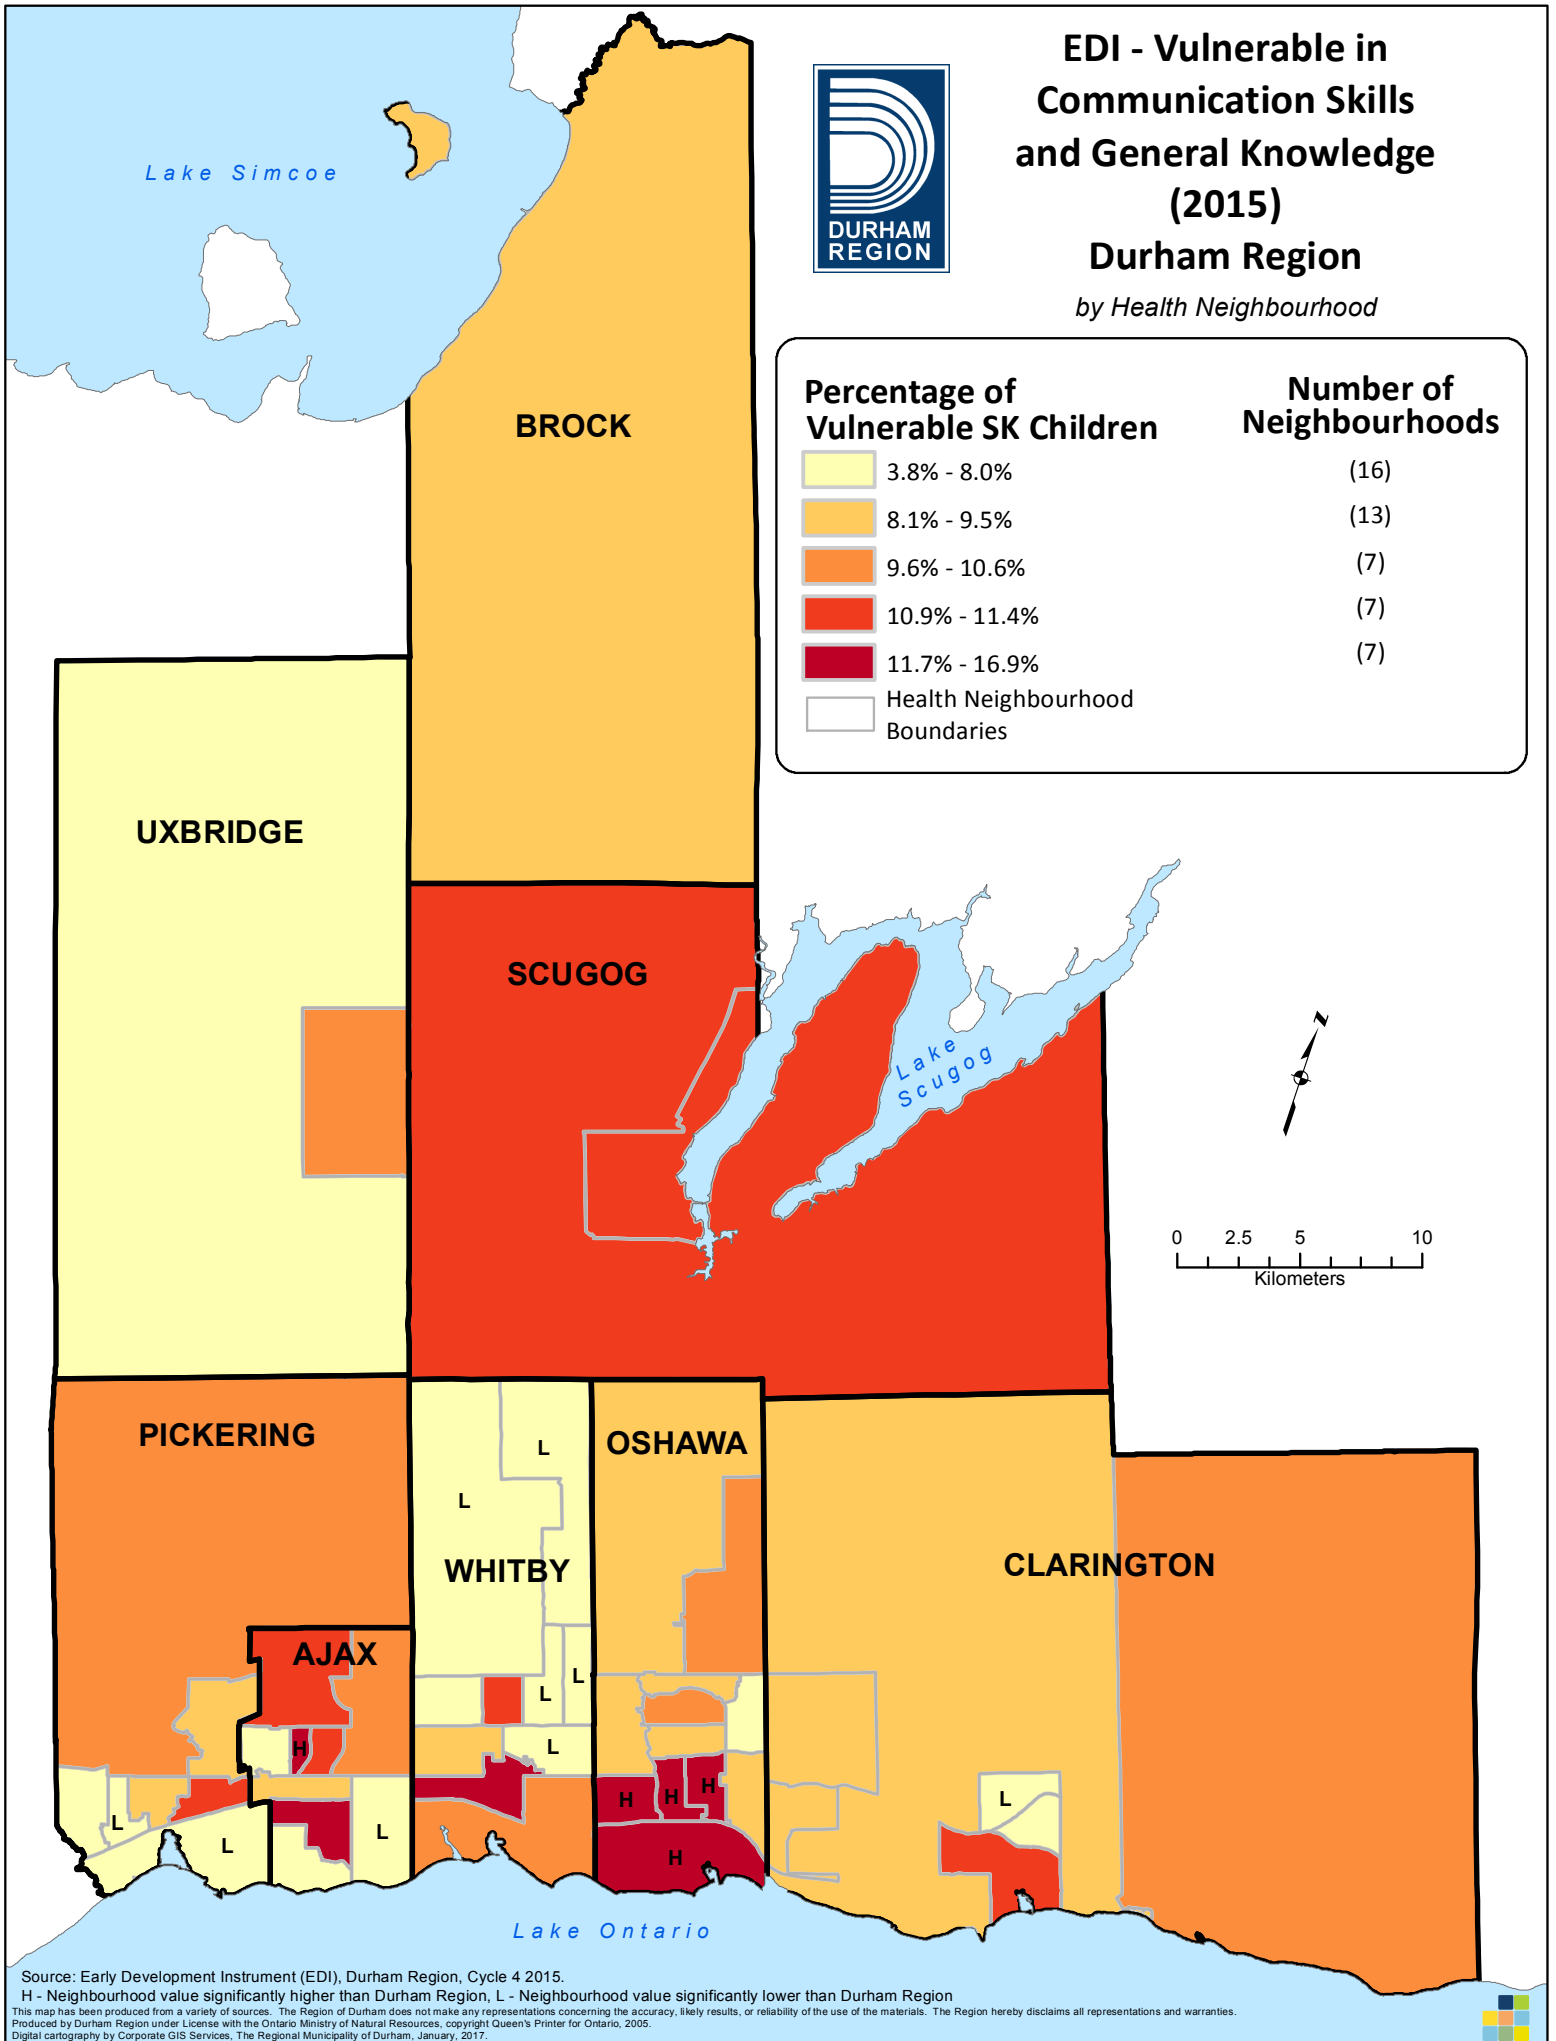 EDI - Vulnerable in
Communication Skills
and General Knowledge
(2015)
Durham Region
by Health Neighbourhood
DURHAM
REGION
Percentage of
Vulnerable SK Children
Number of
Neighbourhoods
3.8% - 8.0% (16)
8.1% - 9.5% (13)
9.6% - 10.6% (7)
10.9% - 11.4% (7)
11.7% - 16.9% (7)
Health Neighbourhood
Boundaries
Lake Simcoe
BROCK
UXBRIDGE
SCUGOG
Lake
Scugog
N
0 2.5 5 10
Kilometers
PICKERING
L
OSHAWA
L
WHITBY
CLARINGTON
AJAX
L
L
H
L
H
H
H
L
L
L
L
H
Lake Ontario
Source: Early Development Instrument (EDI), Durham Region, Cycle 4 2015.
H - Neighbourhood value significantly higher than Durham Region, L - Neighbourhood value significantly lower than Durham Region
This map has been produced from a variety of sources. The Region of Durham does not make any representations concerning the accuracy, likely results, or reliability of the use of the materials. The Region hereby disclaims all representations and warranties.
Produced by Durham Region under License with the Ontario Ministry of Natural Resources, copyright Queen's Printer for Ontario, 2005.
Digital cartography by Corporate GIS Services, The Regional Municipality of Durham, January, 2017.